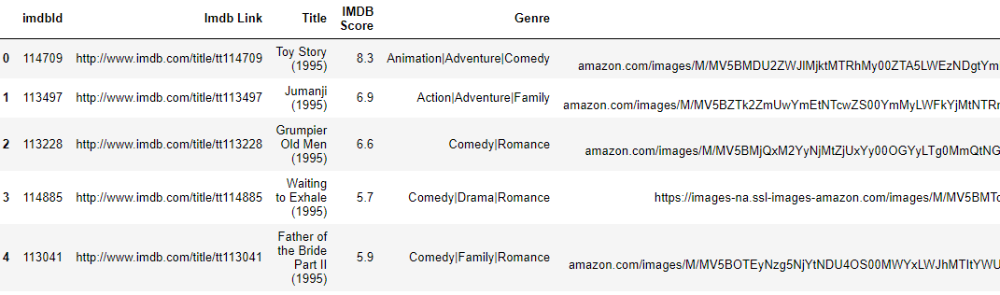 imdbId Imdb Link Title IMDB Score Genre
0 114709 http://www.imdb.com/title/tt114709 Toy Story (1995) 8.3 Animation|Adventure|Comedy amazon.com/images/M/MV5BMDU2ZWJlMjktMTRhMy00ZTA5LWEzNDgtYm
1 113497 http://www.imdb.com/title/tt113497 Jumanji (1995) 6.9 Action|Adventure|Family amazon.com/images/M/MV5BZTk2ZmUwYmEtNTcwZS00YmMyLWFkYjMtNTRm
2 113228 http://www.imdb.com/title/tt113228 Grumpier Old Men (1995) 6.6 Comedy|Romance amazon.com/images/M/MV5BMjQxM2YyNjMtZjUxYy00OGYyLTg0MmQtNG
3 114885 http://www.imdb.com/title/tt114885 Waiting to Exhale (1995) 5.7 Comedy|Drama|Romance https://images-na.ssl-images-amazon.com/images/M/MV5BMTc
4 113041 http://www.imdb.com/title/tt113041 Father of the Bride Part II (1995) 5.9 Comedy|Family|Romance amazon.com/images/M/MV5BOTEyNzg5NjYtNDU4OS00MWYxLWJhMTItYWU